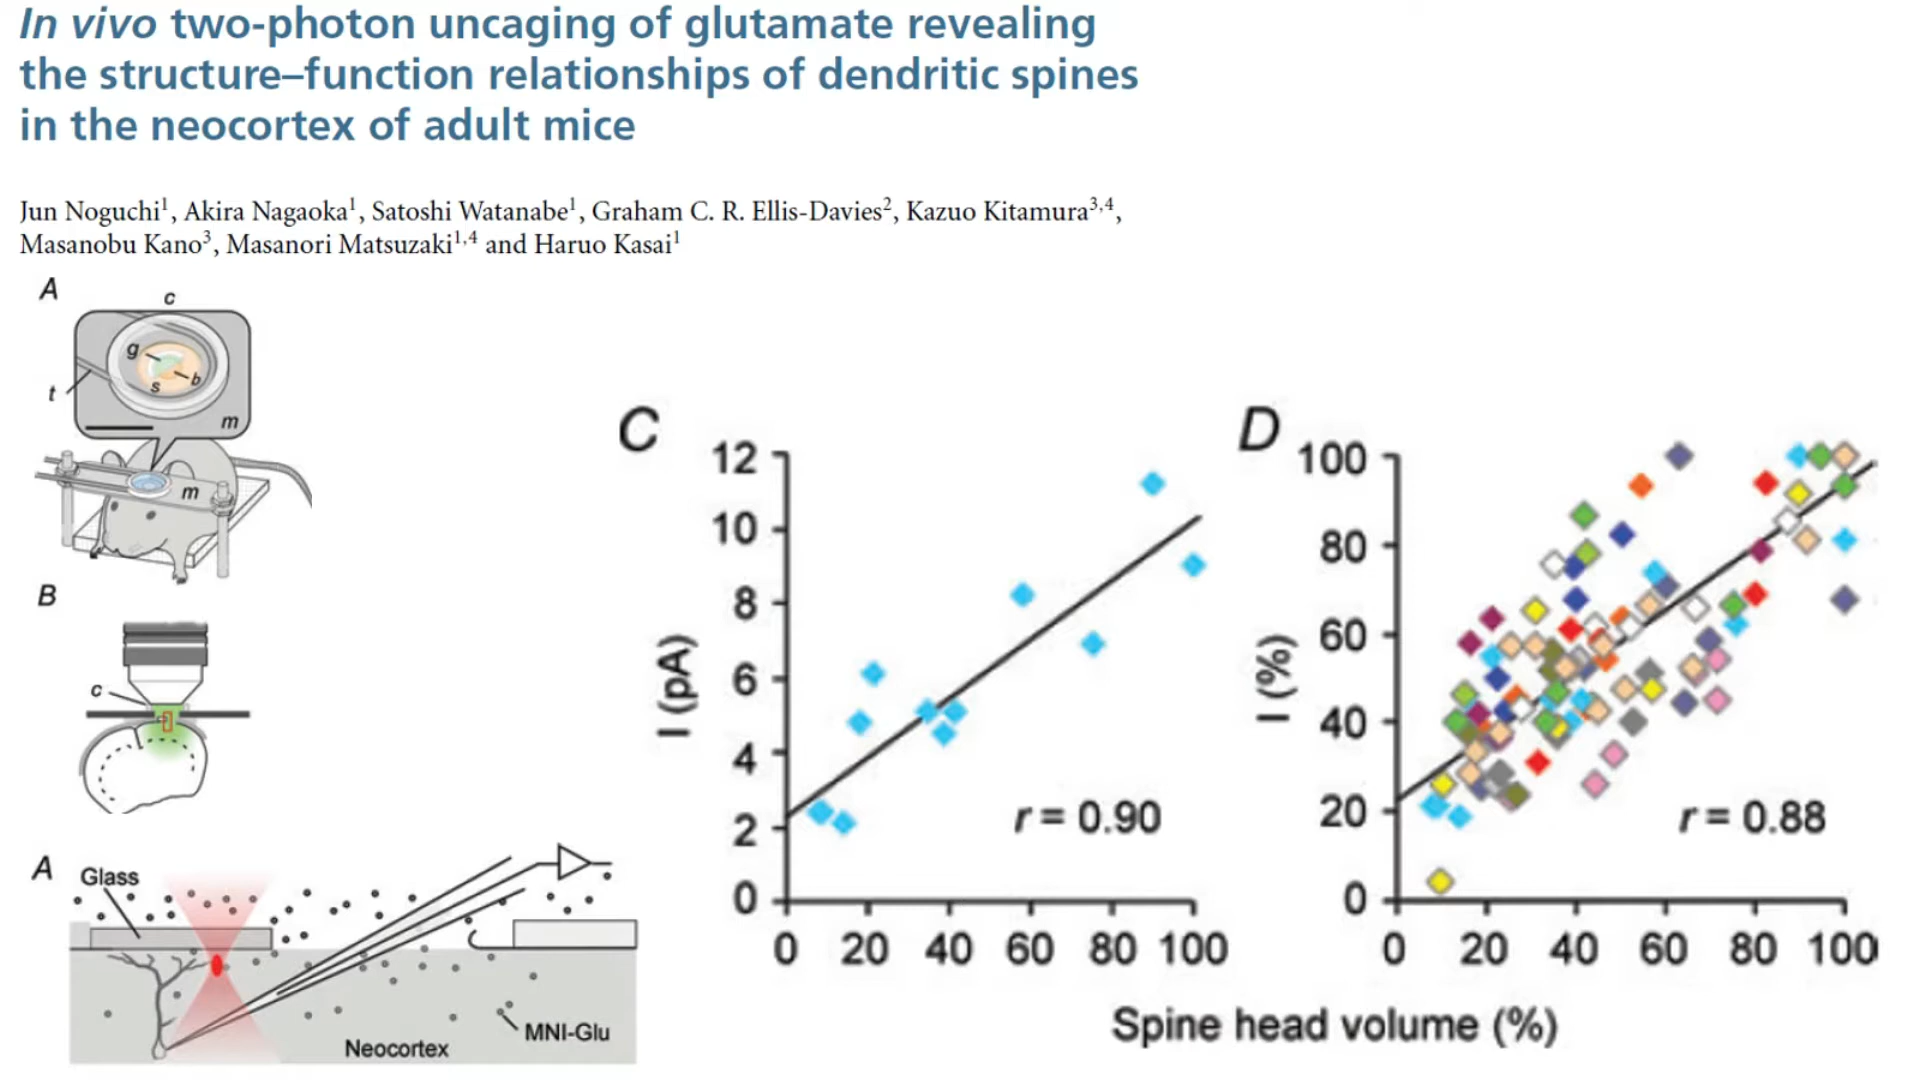 In vivo two-photon uncaging of glutamate revealing
the structure–function relationships of dendritic spines
in the neocortex of adult mice
Jun Noguchi1, Akira Nagaoka1, Satoshi Watanabe1, Graham C. R. Ellis-Davies2, Kazuo Kitamura3,4,
Masanobu Kano3, Masanori Matsuzaki1,4 and Haruo Kasai1
A
c
g
s
b
t
m
m
B
c
A
Glass
MNI-Glu
Neocortex
C
12
10
8
6
4
2
0
I (pA)
r = 0.90
0 20 40 60 80 100
D
100
80
60
40
20
0
I (%)
r = 0.88
0 20 40 60 80 100
Spine head volume (%)